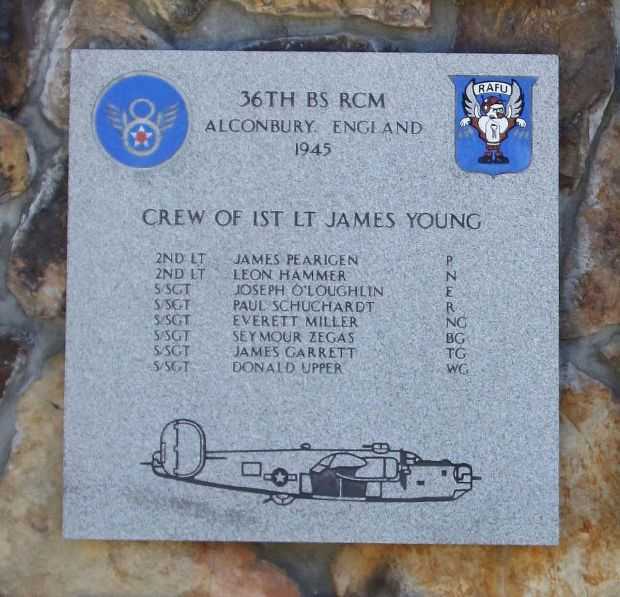 36TH BS RCM
RAFU
ALCONBURY, ENGLAND
1945
CREW OF 1ST LT JAMES YOUNG
2ND LT JAMES PEARIGEN P
2ND LT LEON HAMMER N
S/SGT JOSEPH O'LOUGHLIN E
S/SGT PAUL SCHUCHARDT R
S/SGT EVERETT MILLER NG
S/SGT SEYMOUR ZEGAS BG
S/SGT JAMES GARRETT TG
S/SGT DONALD UPPER WG